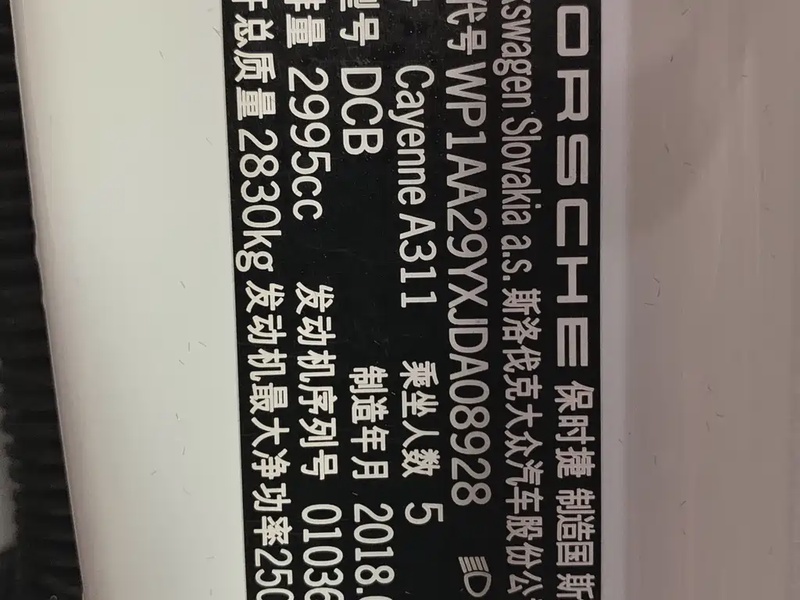 ORSCHE 保时捷 制造国 斯
swagen Slovakia a.s. 斯洛伐克大众汽车股份公
代号 WP1AA29YXJDA08928
Cayenne A311 乘坐人数 5
型号 DCB 制造年月 2018.0
排量 2995cc 发动机序列号 01036
总质量 2830kg 发动机最大净功率250